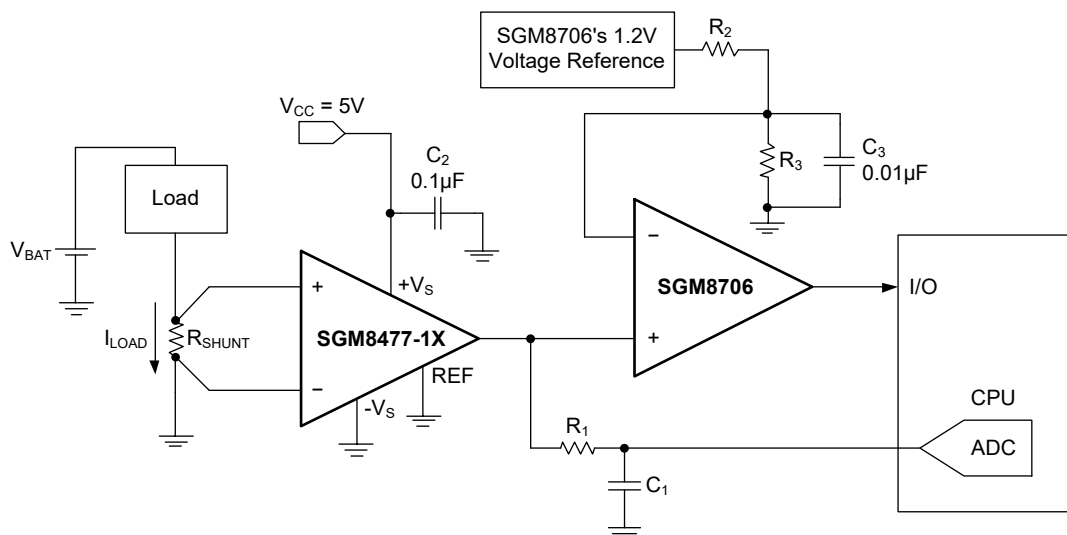 SGM8706's 1.2V
Voltage Reference
R2
VCC = 5V
C2
0.1µF
R3
C3
0.01µF
Load
VBAT
+
+VS
SGM8477-1X
ILOAD
RSHUNT
−
-VS
REF
−
SGM8706
+
I/O
R1
C1
CPU
ADC